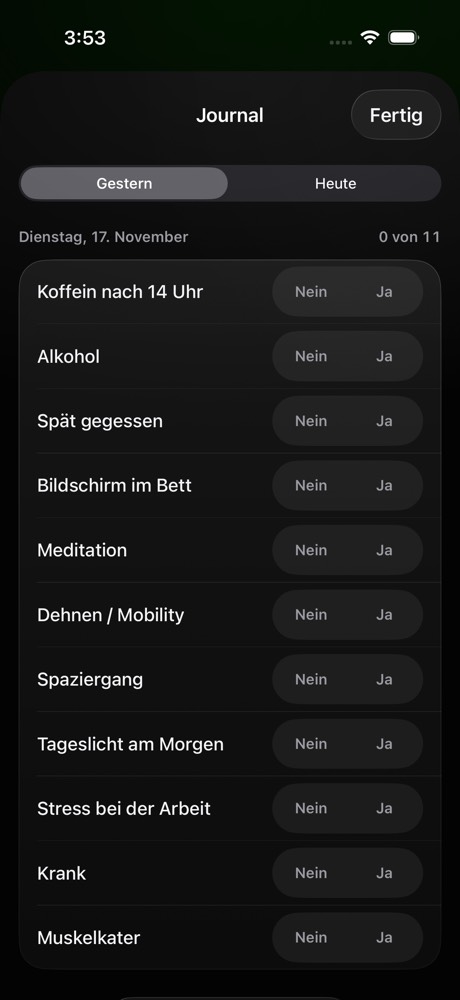 3:53
Journal
Fertig
Gestern Heute
Dienstag, 17. November 0 von 11
Koffein nach 14 Uhr Nein Ja
Alkohol Nein Ja
Spät gegessen Nein Ja
Bildschirm im Bett Nein Ja
Meditation Nein Ja
Dehnen / Mobility Nein Ja
Spaziergang Nein Ja
Tageslicht am Morgen Nein Ja
Stress bei der Arbeit Nein Ja
Krank Nein Ja
Muskelkater Nein Ja